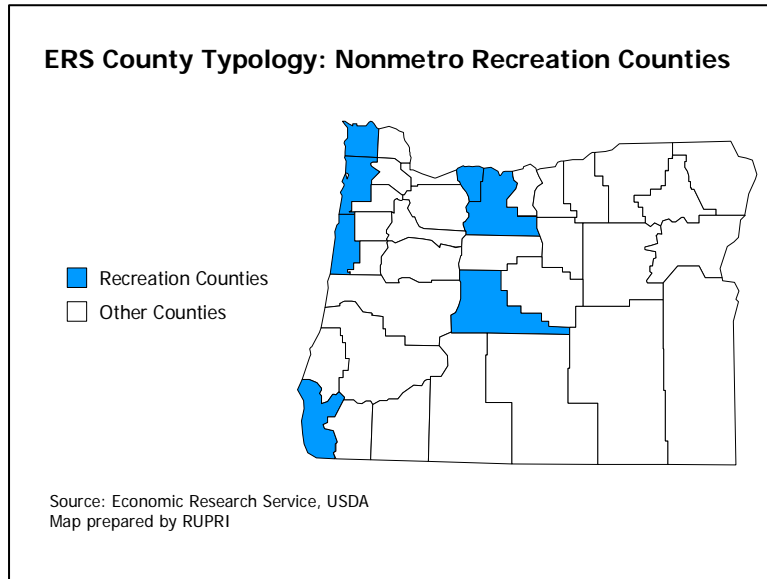 ERS County Typology: Nonmetro Recreation Counties
Recreation Counties
Other Counties
Source: Economic Research Service, USDA
Map prepared by RUPRI